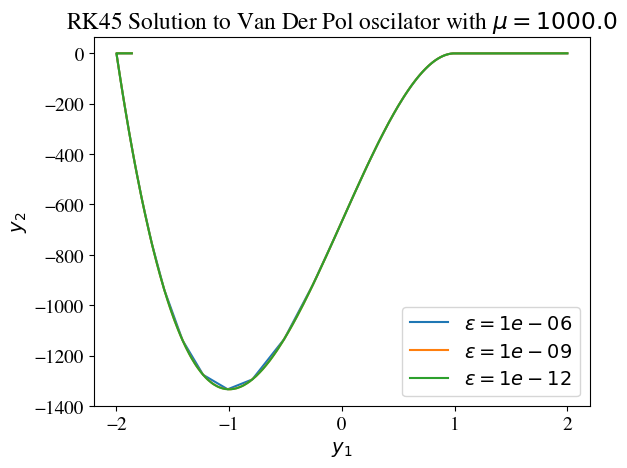 RK45 Solution to Van Der Pol oscilator with μ = 1000.0
0
−200
−400
−600
−800
−1000
−1200
−1400
y₂
−2
−1
0
1
2
y₁
ε = 1e − 06
ε = 1e − 09
ε = 1e − 12